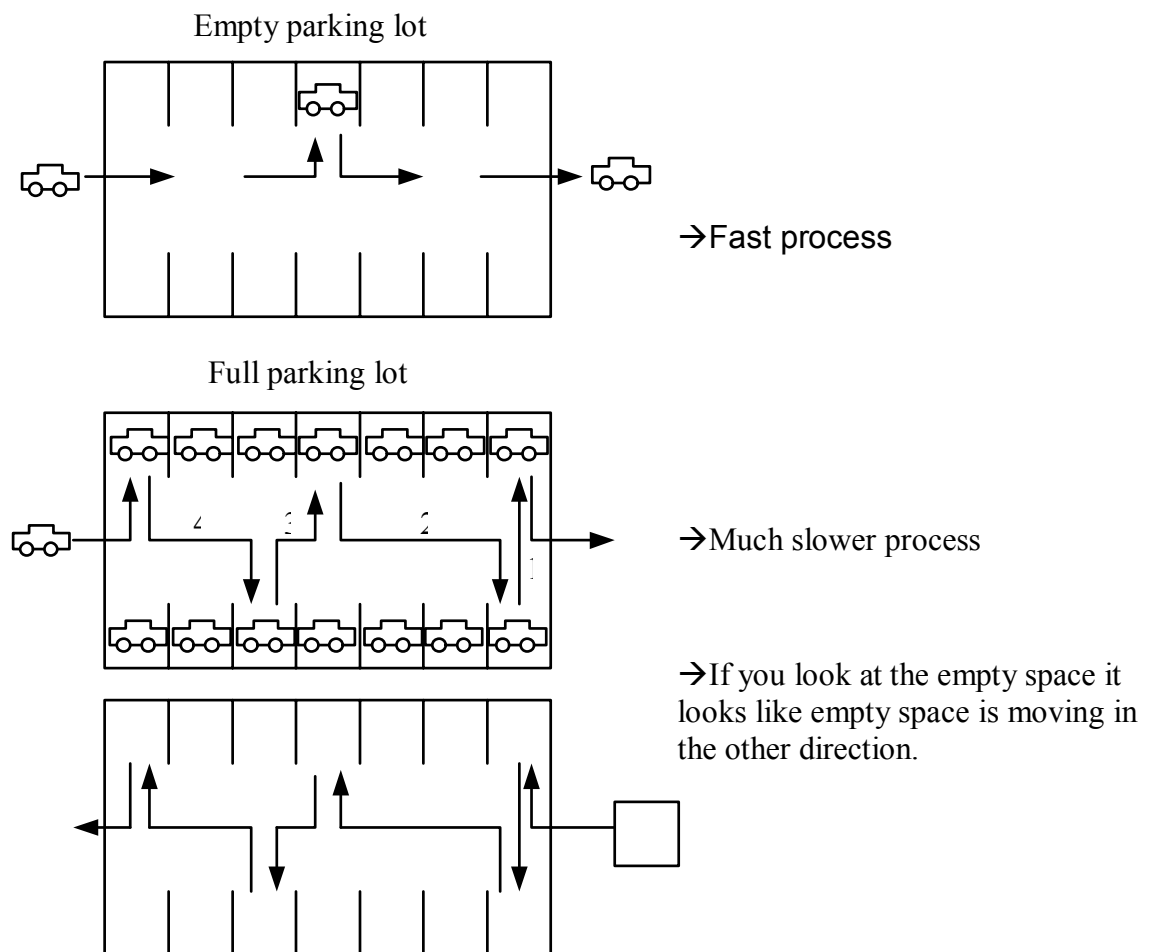 Empty parking lot
→Fast process
Full parking lot
4 3 2
1
→Much slower process
→If you look at the empty space it
looks like empty space is moving in
the other direction.